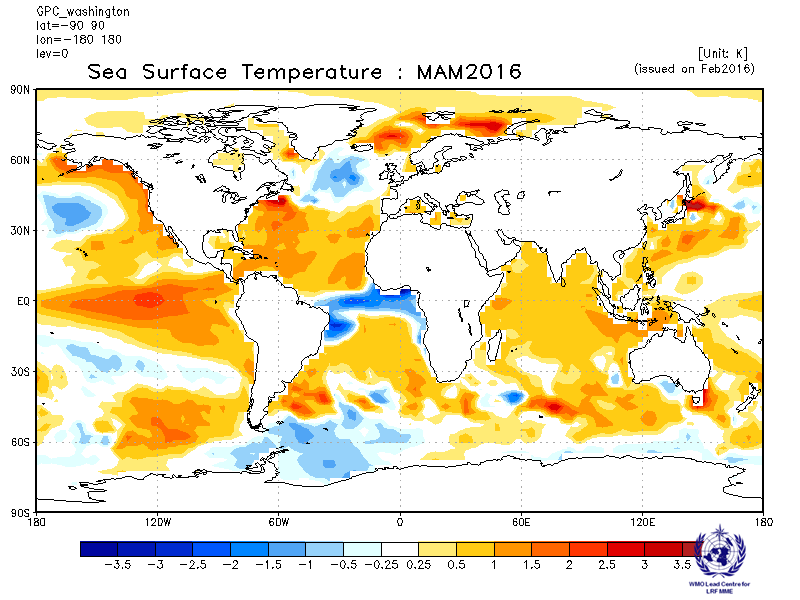 GPC_washington
lat=-90 90
lon=-180 180
lev=0
[Unit: K]
Sea Surface Temperature : MAM2016
(issued on Feb2016)
90N
60N
30N
EQ
30S
60S
90S
180 120W 60W 0 60E 120E 180
-3.5 -3 -2.5 -2 -1.5 -1 -0.5 -0.25 0.25 0.5 1 1.5 2 2.5 3 3.5
WMO Lead Centre for
LRF MME